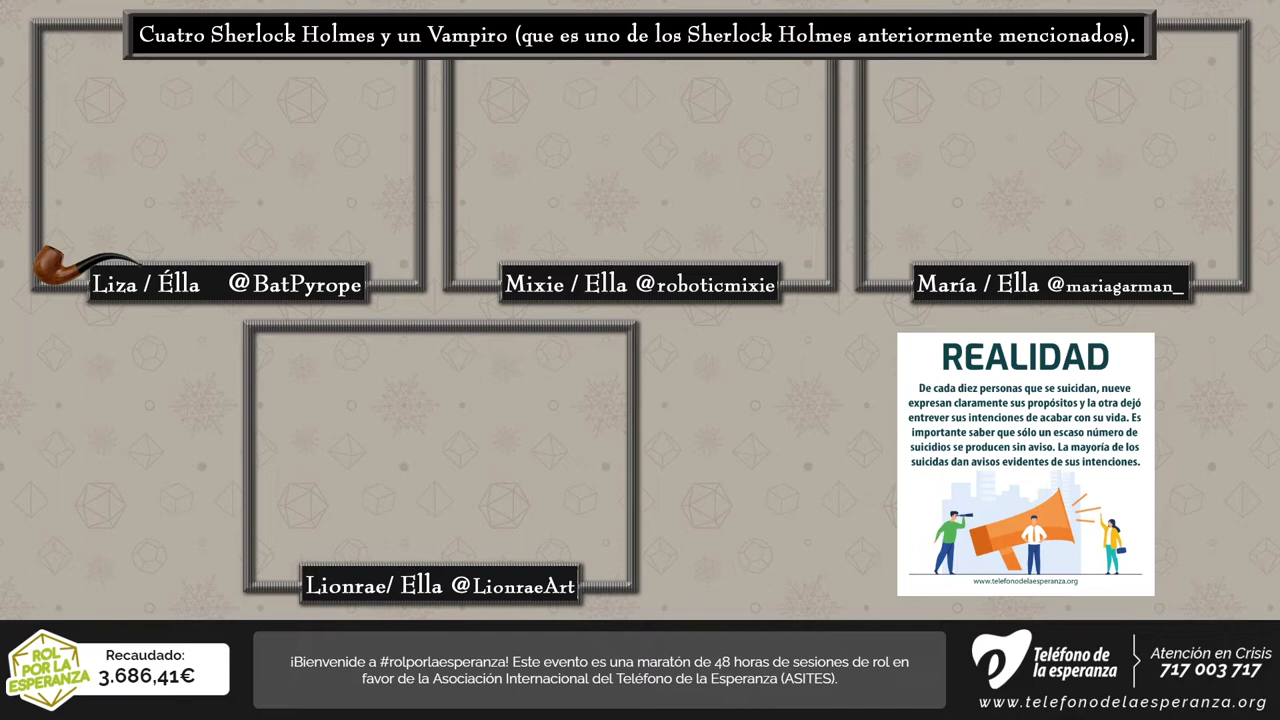 Cuatro Sherlock Holmes y un Vampiro (que es uno de los Sherlock Holmes anteriormente mencionados).
Liza / Élla @BatPyrope
Mixie / Ella @roboticmixie
María / Ella @mariagarman_
Lionrae/ Ella @LionraeArt
REALIDAD
De cada diez personas que se suicidan, nueve
expresan claramente sus propósitos y la otra dejó
entrever sus intenciones de acabar con su vida. Es
importante saber que sólo un escaso número de
suicidios se producen sin aviso. La mayoría de los
suicidas dan avisos evidentes de sus intenciones.
www.telefonodelaesperanza.org
ROL
POR LA
ESPERANZA
Recaudado:
3.686,41€
¡Bienvenide a #rolporlaesperanza! Este evento es una maratón de 48 horas de sesiones de rol en
favor de la Asociación Internacional del Teléfono de la Esperanza (ASITES).
Teléfono de
la esperanza
Atención en Crisis
717 003 717
www.telefonodelaesperanza.org